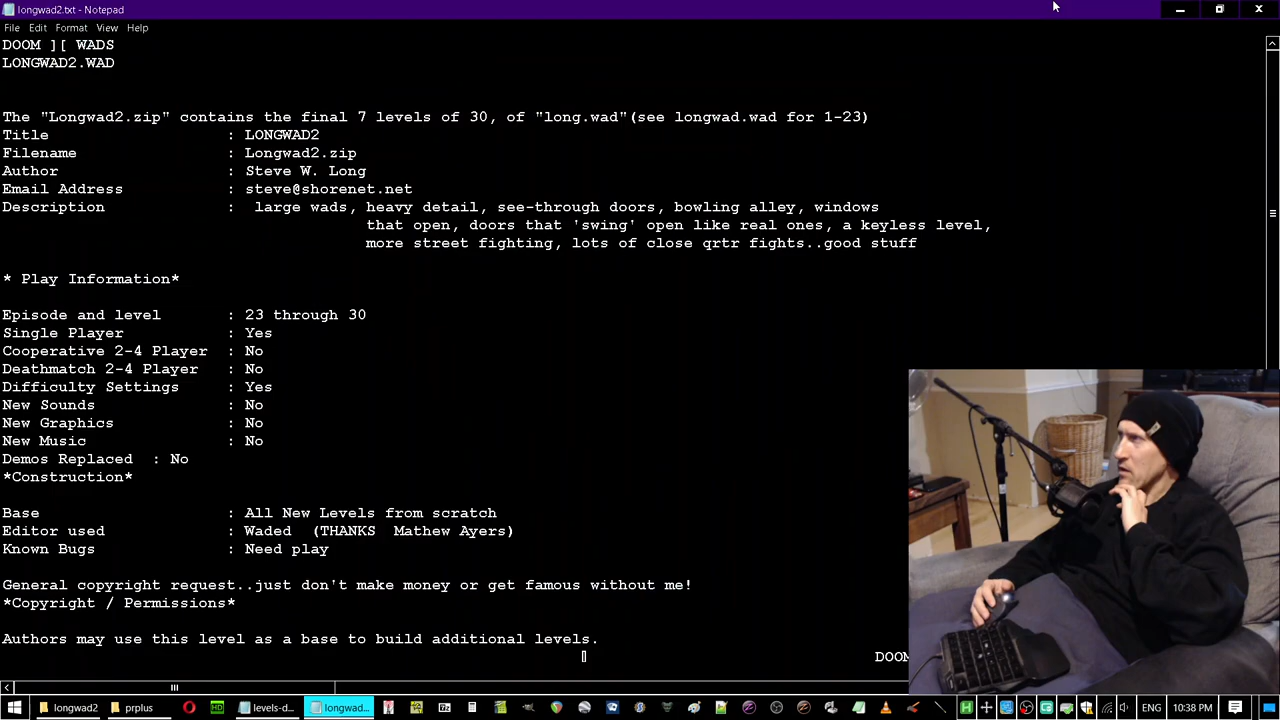 longwad2.txt - Notepad
File Edit Format View Help
DOOM ][ WADS
LONGWAD2.WAD
The "Longwad2.zip" contains the final 7 levels of 30, of "long.wad"(see longwad.wad for 1-23)
Title : LONGWAD2
Filename : Longwad2.zip
Author : Steve W. Long
Email Address : steve@shorenet.net
Description : large wads, heavy detail, see-through doors, bowling alley, windows
that open, doors that 'swing' open like real ones, a keyless level,
more street fighting, lots of close qrtr fights..good stuff
* Play Information*
Episode and level : 23 through 30
Single Player : Yes
Cooperative 2-4 Player : No
Deathmatch 2-4 Player : No
Difficulty Settings : Yes
New Sounds : No
New Graphics : No
New Music : No
Demos Replaced : No
*Construction*
Base : All New Levels from scratch
Editor used : Waded (THANKS Mathew Ayers)
Known Bugs : Need play
General copyright request..just don't make money or get famous without me!
*Copyright / Permissions*
Authors may use this level as a base to build additional levels.
DOOM
longwad2 prplus levels-d... longwad... ENG 10:38 PM